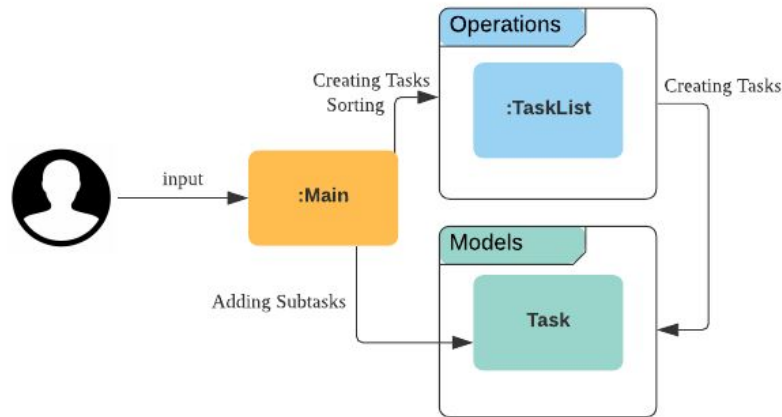 Operations
:TaskList
Creating Tasks
Sorting
Creating Tasks
input
:Main
Models
Task
Adding Subtasks